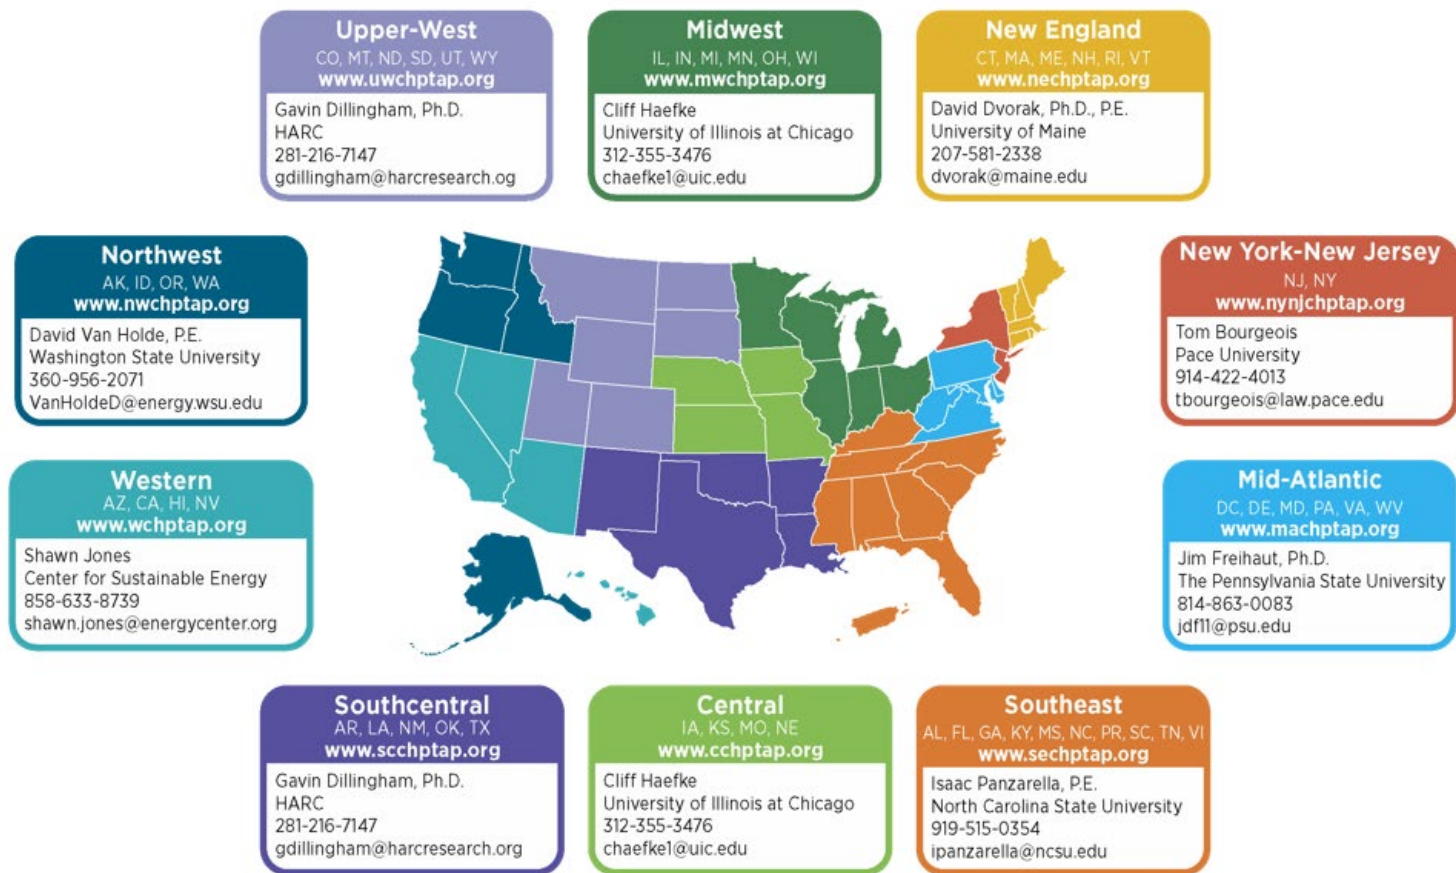 Upper-West
CO, MT, ND, SD, UT, WY
www.uwchptap.org
Gavin Dillingham, Ph.D.
HARC
281-216-7147
gdillingham@harcresearch.og
Midwest
IL, IN, MI, MN, OH, WI
www.mwchptap.org
Cliff Haefke
University of Illinois at Chicago
312-355-3476
chaefke1@uic.edu
New England
CT, MA, ME, NH, RI, VT
www.nechptap.org
David Dvorak, Ph.D., P.E.
University of Maine
207-581-2338
dvorak@maine.edu
Northwest
AK, ID, OR, WA
www.nwchptap.org
David Van Holde, P.E.
Washington State University
360-956-2071
VanHoldeD@energy.wsu.edu
New York-New Jersey
NJ, NY
www.nynjchptap.org
Tom Bourgeois
Pace University
914-422-4013
tbourgeois@law.pace.edu
Western
AZ, CA, HI, NV
www.wchptap.org
Shawn Jones
Center for Sustainable Energy
858-633-8739
shawn.jones@energycenter.org
Mid-Atlantic
DC, DE, MD, PA, VA, WV
www.machptap.org
Jim Freihaut, Ph.D.
The Pennsylvania State University
814-863-0083
jdf11@psu.edu
Southcentral
AR, LA, NM, OK, TX
www.scchptap.org
Gavin Dillingham, Ph.D.
HARC
281-216-7147
gdillingham@harcresearch.org
Central
IA, KS, MO, NE
www.cchptap.org
Cliff Haefke
University of Illinois at Chicago
312-355-3476
chaefke1@uic.edu
Southeast
AL, FL, GA, KY, MS, NC, PR, SC, TN, VI
www.sechptap.org
Isaac Panzarella, P.E.
North Carolina State University
919-515-0354
ipanzarella@ncsu.edu